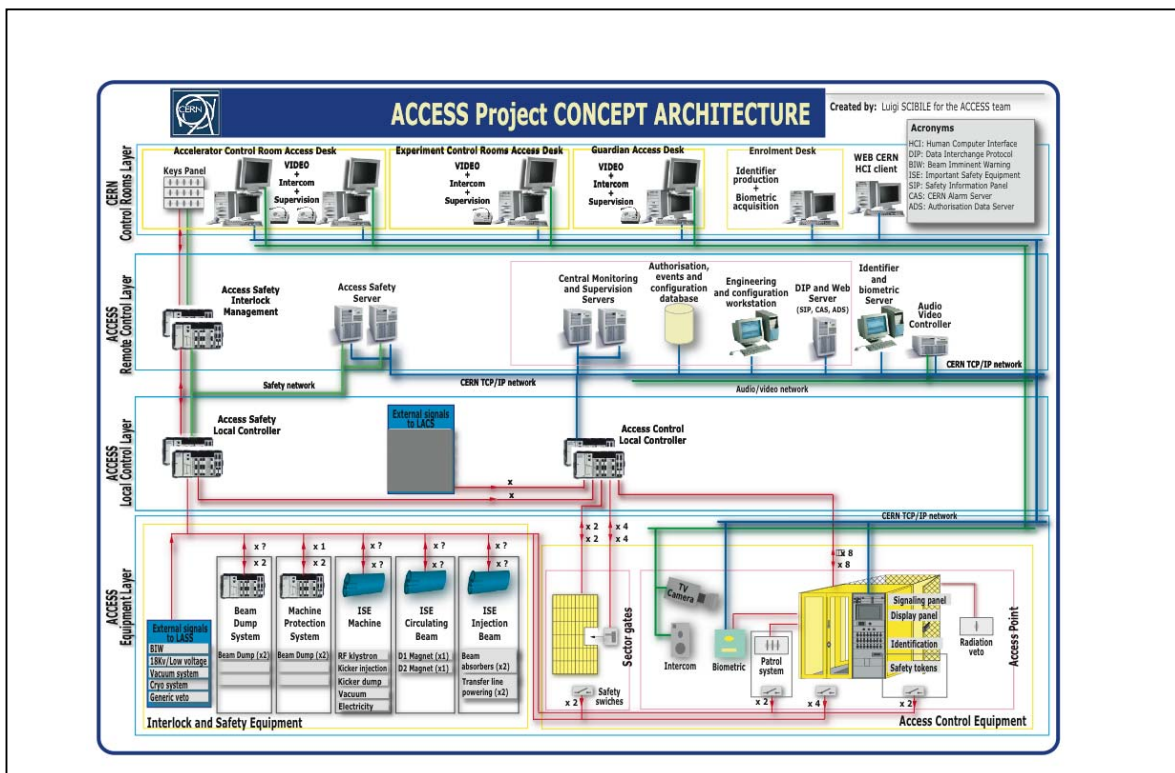 CERN
ACCESS Project CONCEPT ARCHITECTURE
Created by: Luigi SCIBILE for the ACCESS team
Acronyms
HCI: Human Computer Interface
DIP: Data Interchange Protocol
BIW: Beam Imminent Warning
ISE: Important Safety Equipment
SIP: Safety Information Panel
CAS: CERN Alarm Server
ADS: Authorisation Data Server
CERN
Control Rooms Layer
Accelerator Control Room Access Desk
Keys Panel
VIDEO
+
Intercom
+
Supervision
Experiment Control Rooms Access Desk
VIDEO
+
Intercom
+
Supervision
Guardian Access Desk
VIDEO
+
Intercom
+
Supervision
Enrolment Desk
Identifier
production
+
Biometric
acquisition
WEB CERN
HCI client
ACCESS
Remote Control Layer
Access Safety
Interlock
Management
Access Safety
Server
Central Monitoring
and Supervision
Servers
Authorisation,
events and
configuration
database
Engineering
and configuration
workstation
DIP and Web
Server
(SIP, CAS, ADS)
Identifier
and
biometric
Server
Audio
Video
Controller
Safety network
CERN TCP/IP network
Audio/video network
CERN TCP/IP network
ACCESS
Local Control Layer
Access Safety
Local Controller
External signals
to LACS
Access Control
Local Controller
x
x
CERN TCP/IP network
ACCESS
Equipment Layer
External signals
to LASS
BIW
18Kv/Low voltage
Vacuum system
Cryo system
Generic veto
x ?
x 2
Beam
Dump
System
Beam Dump (x2)
x 1
x 2
Machine
Protection
System
Beam Dump (x2)
x ?
x ?
ISE
Machine
RF klystron
Kicker injection
Kicker dump
Vacuum
Electricity
x ?
x ?
ISE
Circulating
Beam
D1 Magnet (x1)
D2 Magnet (x1)
x ?
x ?
ISE
Injection
Beam
Beam
absorbers (x2)
Transfer line
powering (x2)
Interlock and Safety Equipment
x 2
x 2
x 4
x 4
Sector gates
Safety
swiches
x 2
TV
Camera
Intercom
Biometric
Patrol
system
x 2
x 8
x 8
x 4
Signaling panel
Display panel
Identification
Safety tokens
x 2
Radiation
veto
Access Point
Access Control Equipment